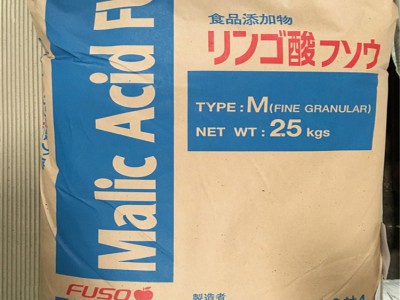 食品添加物
リンゴ酸フソウ
TYPE : M (FINE GRANULAR)
NET WT : 25 kgs
Malic Acid
FUSO
製造者